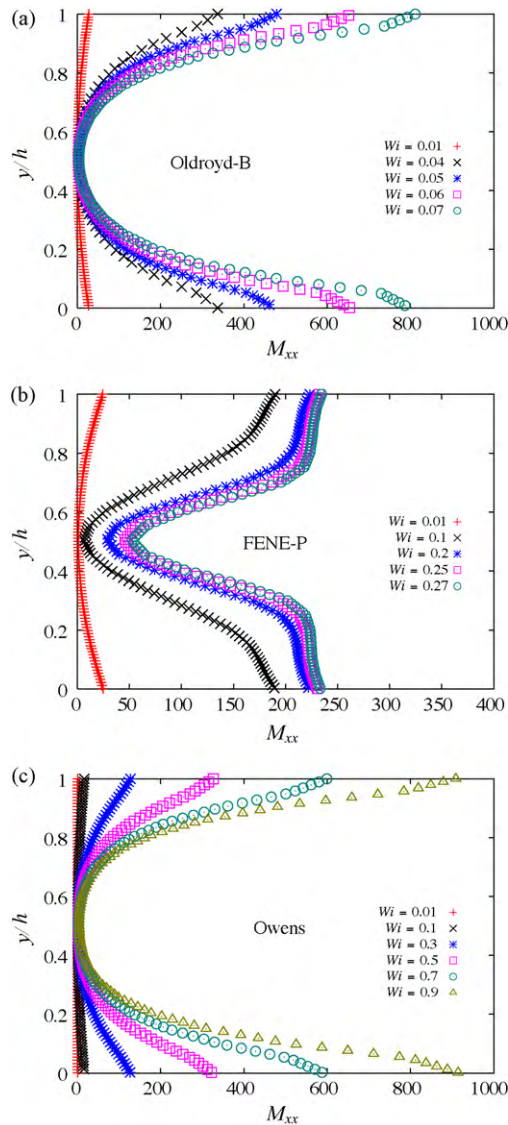 (a)
1
0.8
0.6
0.4
0.2
0
y/h
Oldroyd-B
Wi = 0.01
Wi = 0.04
Wi = 0.05
Wi = 0.06
Wi = 0.07
0 200 400 600 800 1000
Mxx
(b)
1
0.8
0.6
0.4
0.2
0
y/h
FENE-P
Wi = 0.01
Wi = 0.1
Wi = 0.2
Wi = 0.25
Wi = 0.27
0 50 100 150 200 250 300 350 400
Mxx
(c)
1
0.8
0.6
0.4
0.2
0
y/h
Owens
Wi = 0.01
Wi = 0.1
Wi = 0.3
Wi = 0.5
Wi = 0.7
Wi = 0.9
0 200 400 600 800 1000
Mxx